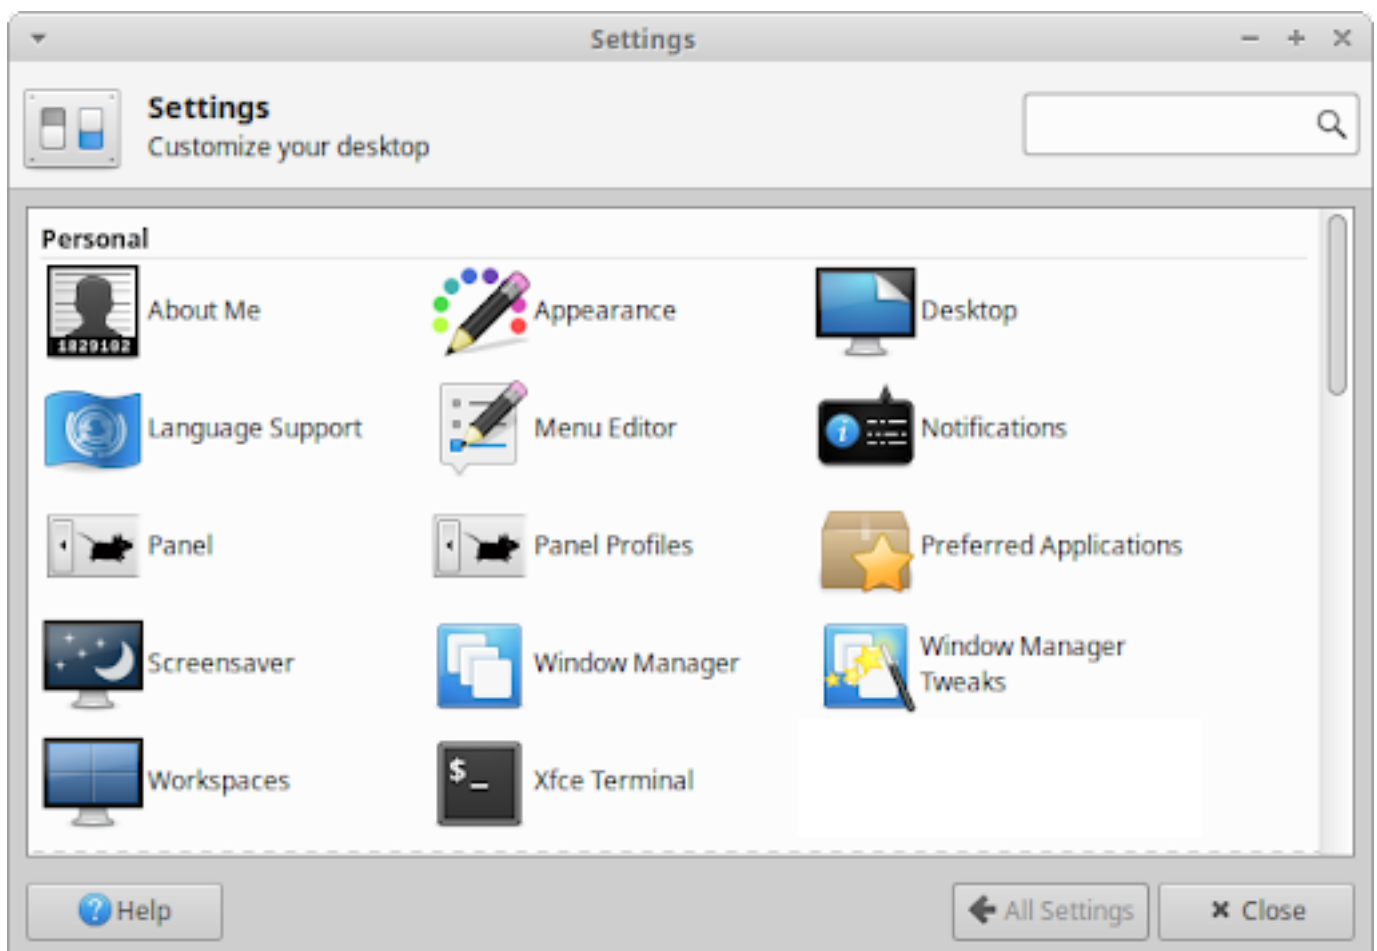 Settings
Settings
Customize your desktop
Personal
About Me
Appearance
Desktop
1829102
Language Support
Menu Editor
Notifications
Panel
Panel Profiles
Preferred Applications
Screensaver
Window Manager
Window Manager
Tweaks
Workspaces
$_
Xfce Terminal
Help
All Settings
Close